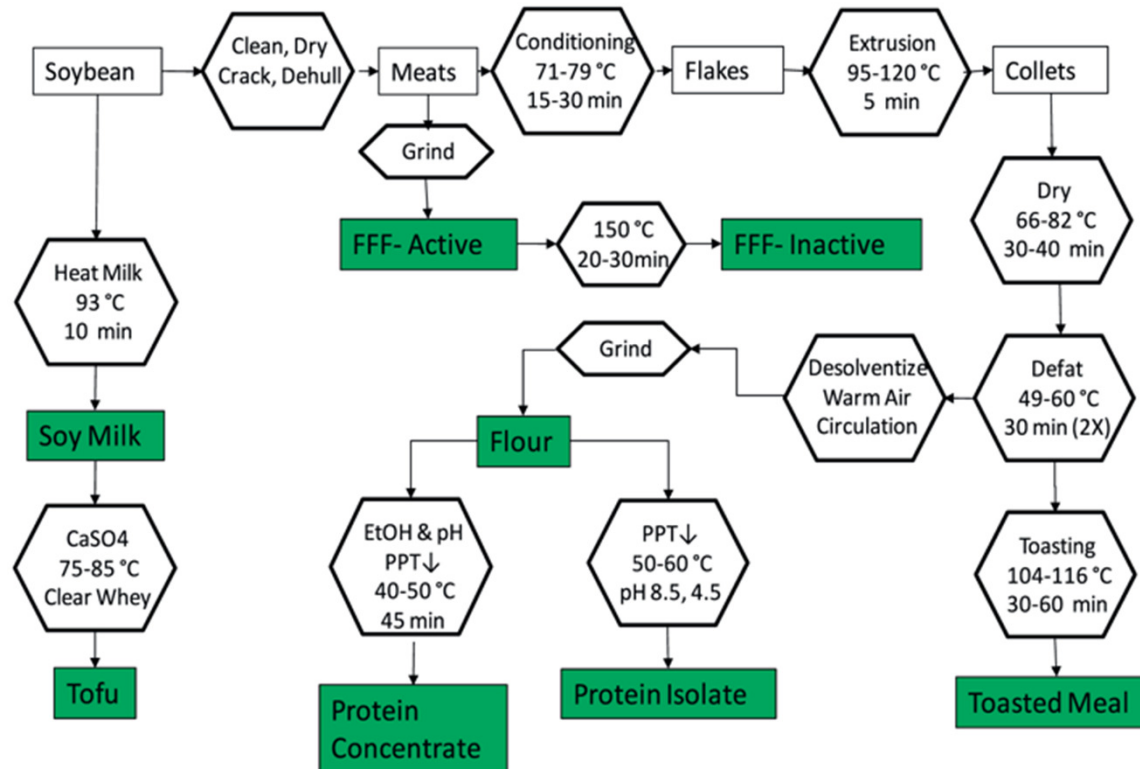 Soybean
Clean, Dry
Crack, Dehull
Meats
Conditioning
71-79 °C
15-30 min
Flakes
Extrusion
95-120 °C
5 min
Collets
Grind
FFF- Active
150 °C
20-30min
FFF- Inactive
Dry
66-82 °C
30-40 min
Heat Milk
93 °C
10 min
Grind
Desolventize
Warm Air
Circulation
Defat
49-60 °C
30 min (2X)
Soy Milk
Flour
CaSO4
75-85 °C
Clear Whey
EtOH & pH
PPT↓
40-50 °C
45 min
PPT↓
50-60 °C
pH 8.5, 4.5
Toasting
104-116 °C
30-60 min
Tofu
Protein
Concentrate
Protein Isolate
Toasted Meal